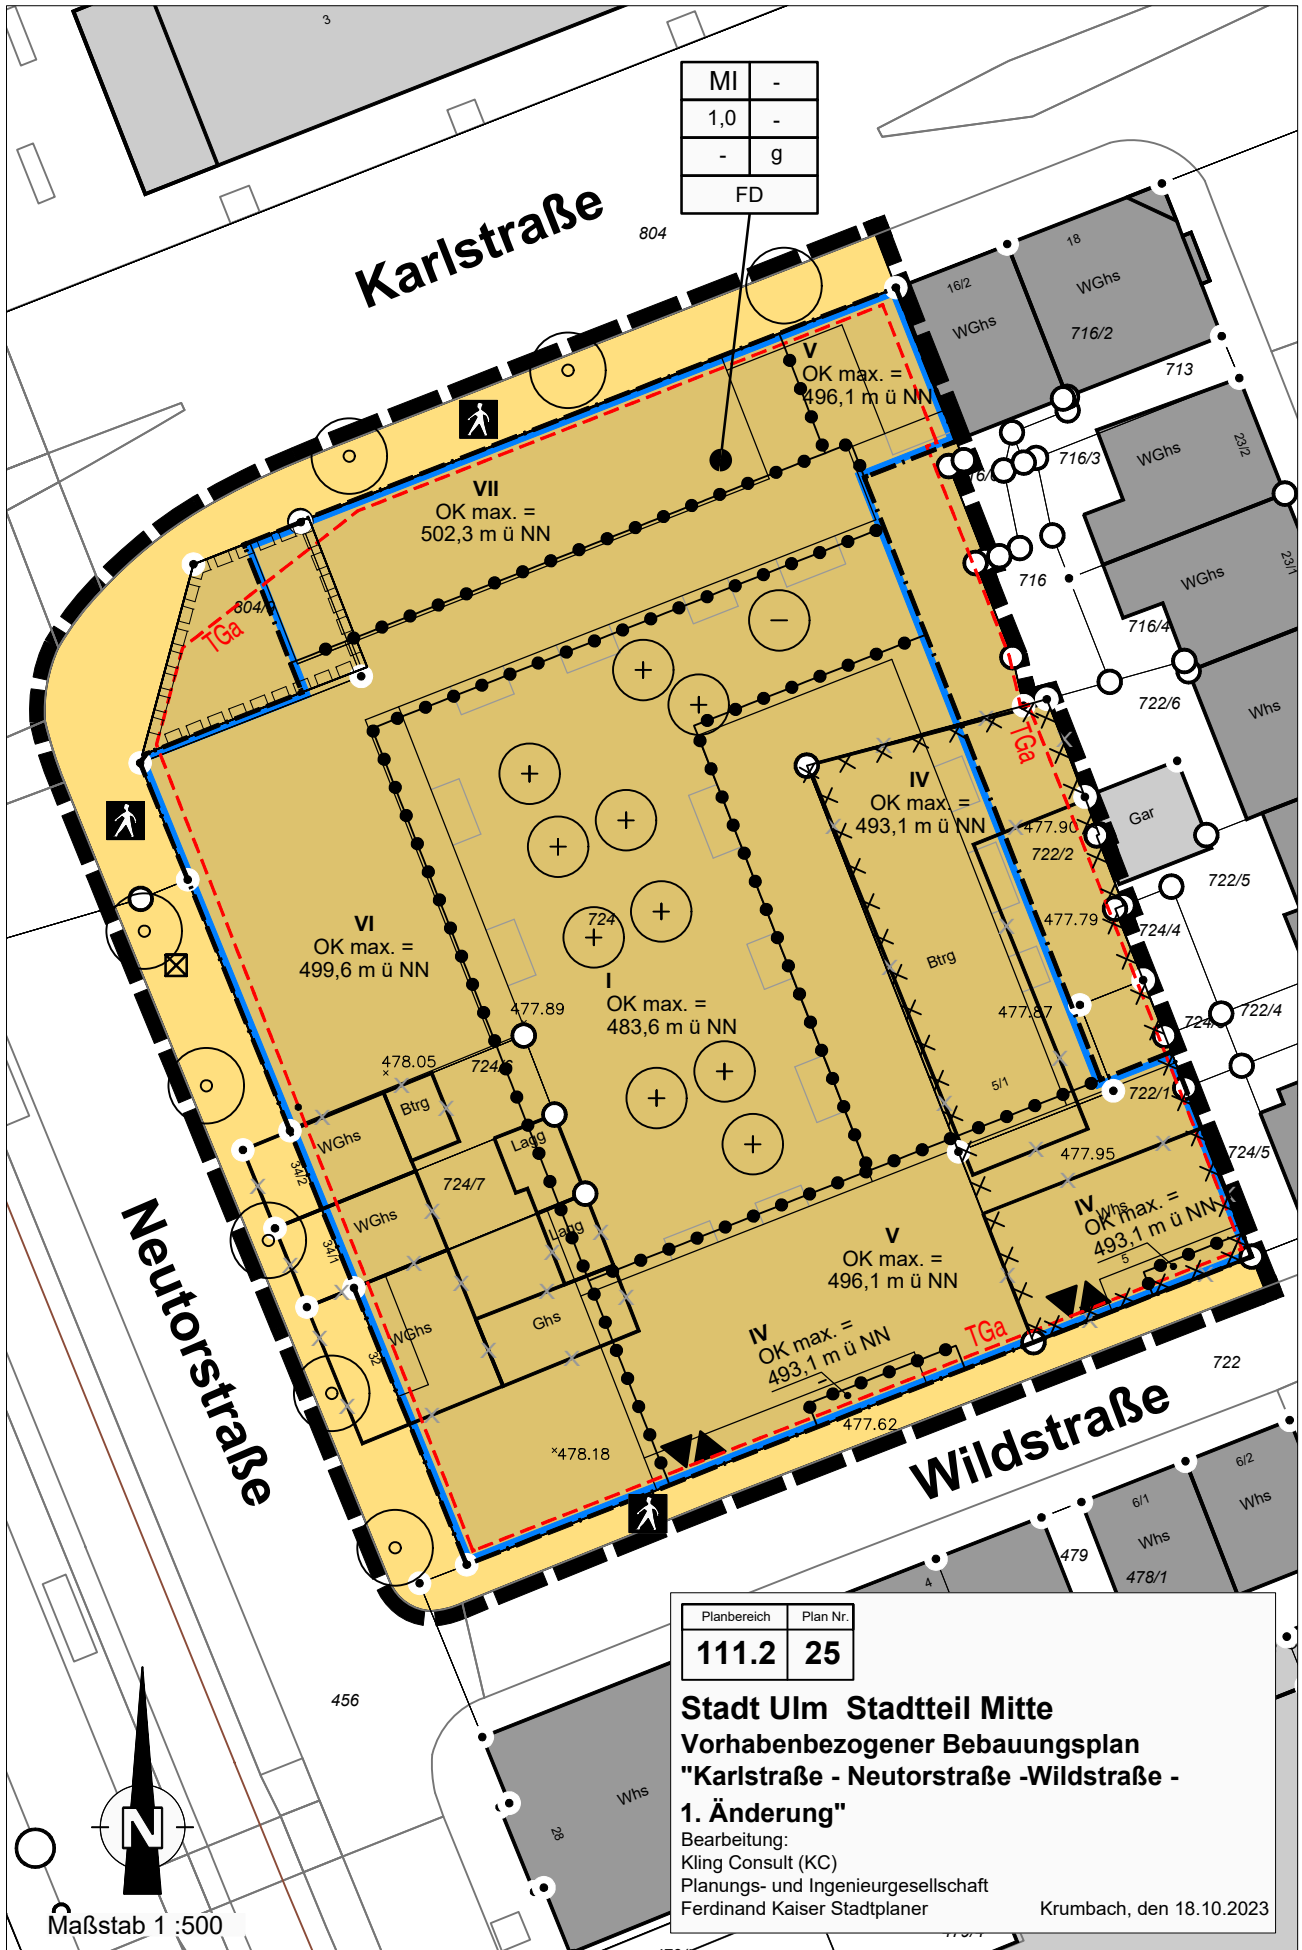 3
MI -
1,0 -
- g
FD
Karlstraße
804
18
16/2
WGhs
WGhs
716/2
713
V
OK max. =
496,1 m ü NN
23/2
716/3
WGhs
VII
OK max. =
502,3 m ü NN
23/1
WGhs
716
804/
TGa
716/4
722/6
Whs
TGa
IV
OK max. =
493,1 m ü NN
477.90
722/2
Gar
722/5
724
477.79
724/4
VI
OK max. =
499,6 m ü NN
Btrg
I
OK max. =
483,6 m ü NN
477.89
477.87
722/4
478.05
724/6
5/1
722/1
Btrg
WGhs
Lagg
477.95
724/5
34/2
724/7
WGhs
Lagg
34/1
IV
OK max. =
493,1 m ü NN
Whs
5
V
OK max. =
496,1 m ü NN
Neutorstraße
Ghs
WGhs
32
IV
OK max. =
493,1 m ü NN
TGa
722
477.62
478.18
Wildstraße
6/2
Whs
6/1
Whs
479
478/1
4
456
Planbereich Plan Nr.
111.2 25
Stadt Ulm Stadtteil Mitte
Vorhabenbezogener Bebauungsplan
"Karlstraße - Neutorstraße -Wildstraße -
1. Änderung"
Bearbeitung:
Kling Consult (KC)
Planungs- und Ingenieurgesellschaft
Ferdinand Kaiser Stadtplaner Krumbach, den 18.10.2023
Whs
28
N
Maßstab 1 :500